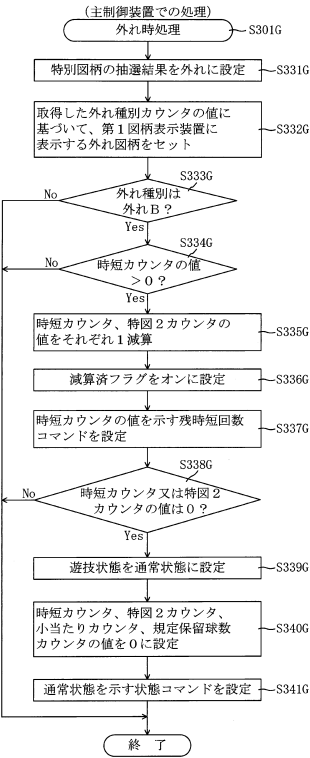 (主制御装置での処理)
外れ時処理
S301G
特別図柄の抽選結果を外れに設定
S331G
取得した外れ種別カウンタの値に
基づいて、第1図柄表示装置に
表示する外れ図柄をセット
S332G
S333G
外れ種別は
外れB?
No
Yes
S334G
時短カウンタの値
>0?
No
Yes
時短カウンタ、特図2カウンタの
値をそれぞれ1減算
S335G
減算済フラグをオンに設定
S336G
時短カウンタの値を示す残時短回数
コマンドを設定
S337G
S338G
時短カウンタ又は特図2
カウンタの値は0?
No
Yes
遊技状態を通常状態に設定
S339G
時短カウンタ、特図2カウンタ、
小当たりカウンタ、規定保留球数
カウンタの値を0に設定
S340G
通常状態を示す状態コマンドを設定
S341G
終 了